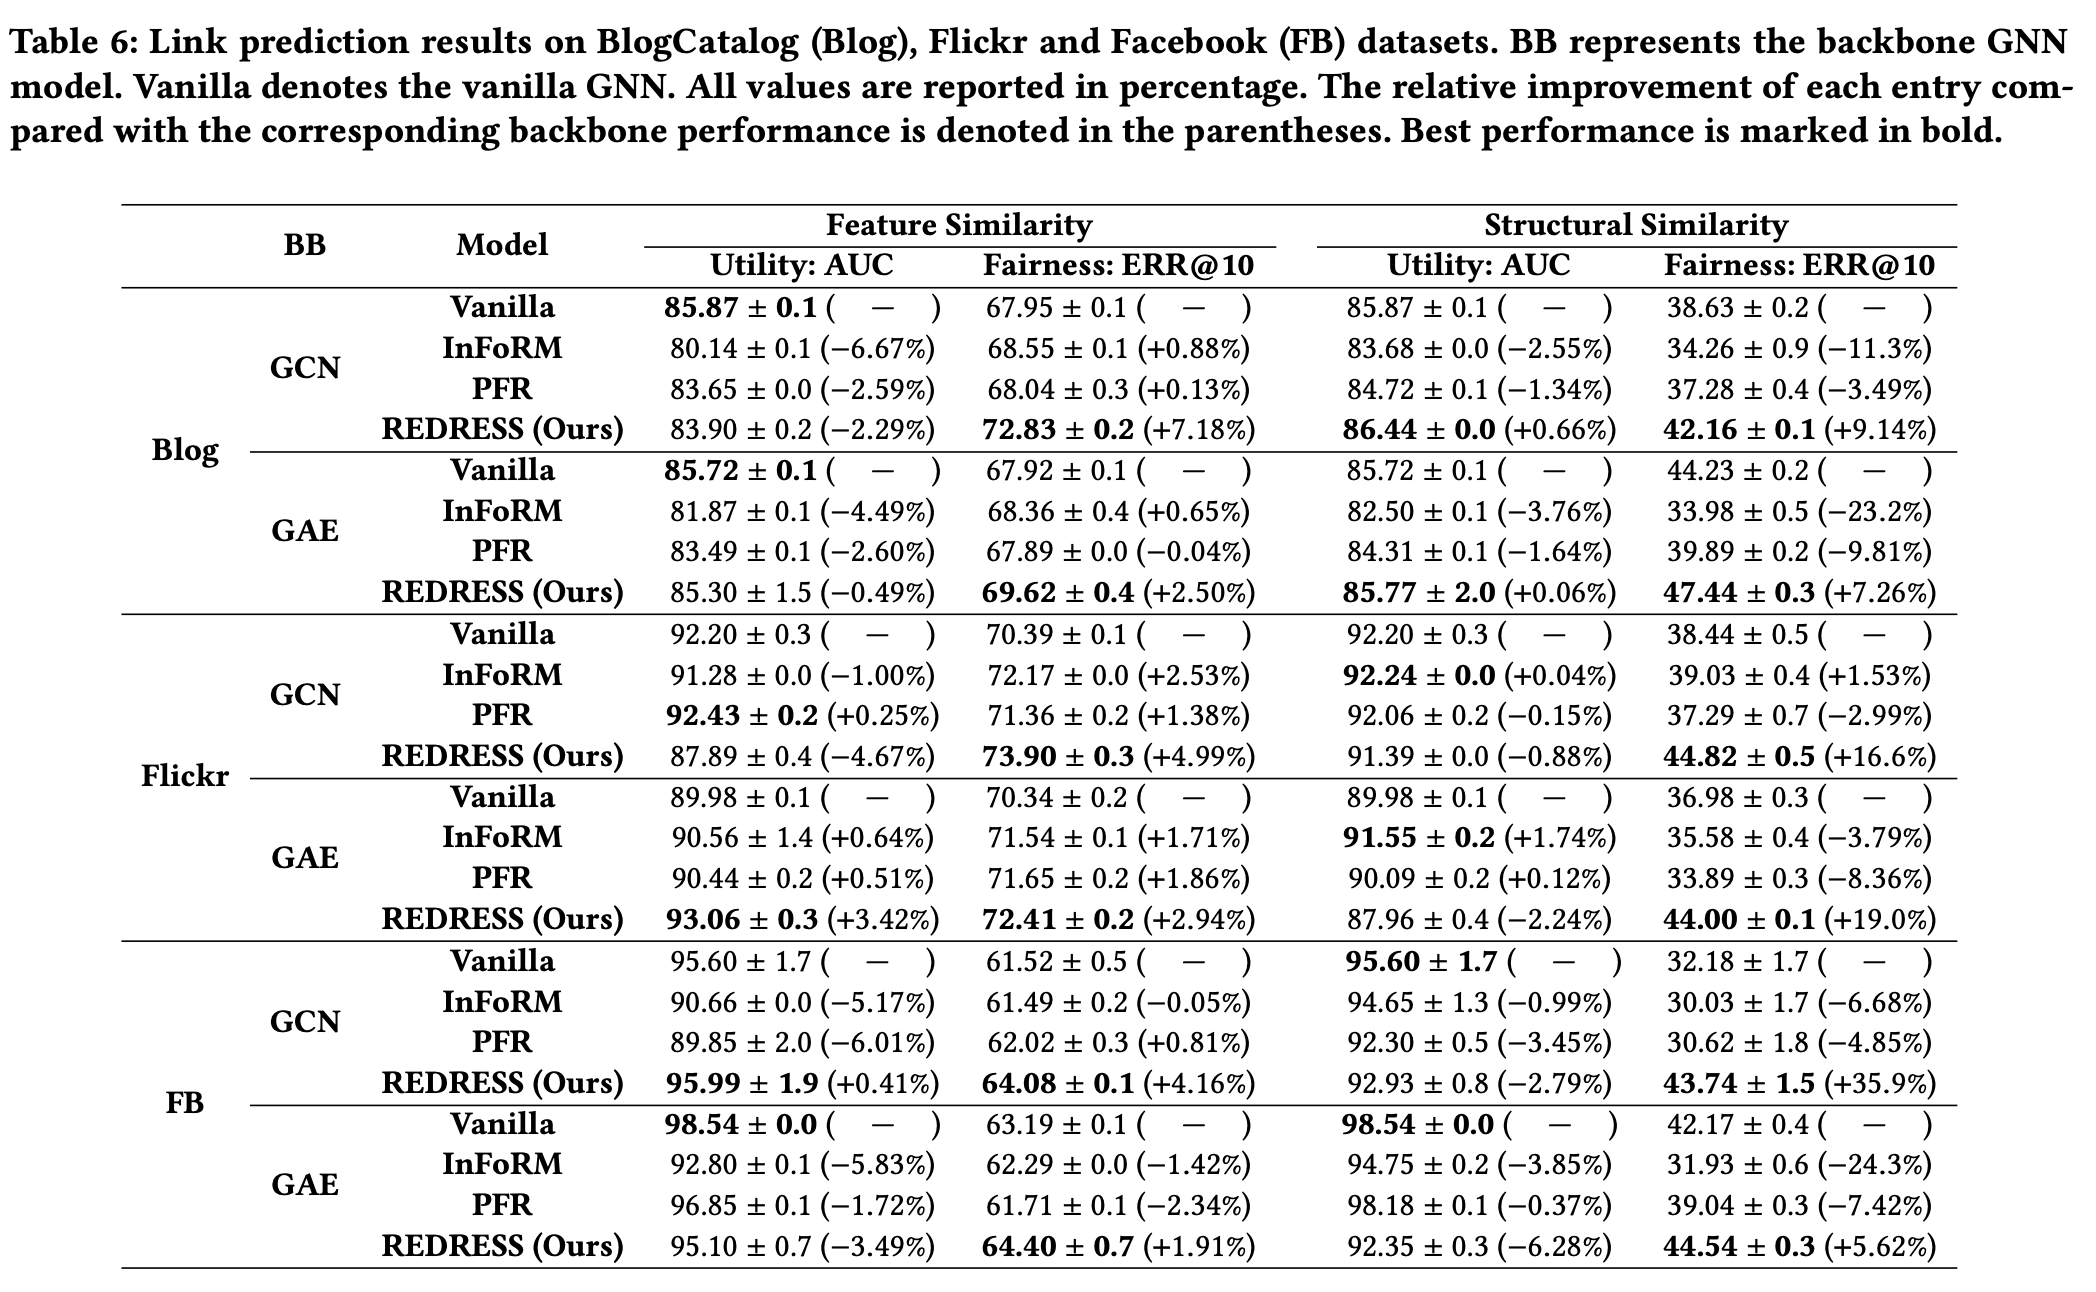 Table 6: Link prediction results on BlogCatalog (Blog), Flickr and Facebook (FB) datasets. BB represents the backbone GNN
model. Vanilla denotes the vanilla GNN. All values are reported in percentage. The relative improvement of each entry com-
pared with the corresponding backbone performance is denoted in the parentheses. Best performance is marked in bold.
BB Model Feature Similarity Structural Similarity
Utility: AUC Fairness: ERR@10 Utility: AUC Fairness: ERR@10
Blog
GCN
Vanilla 85.87 ± 0.1 ( — ) 67.95 ± 0.1 ( — ) 85.87 ± 0.1 ( — ) 38.63 ± 0.2 ( — )
InFoRM 80.14 ± 0.1 (−6.67%) 68.55 ± 0.1 (+0.88%) 83.68 ± 0.0 (−2.55%) 34.26 ± 0.9 (−11.3%)
PFR 83.65 ± 0.0 (−2.59%) 68.04 ± 0.3 (+0.13%) 84.72 ± 0.1 (−1.34%) 37.28 ± 0.4 (−3.49%)
REDRESS (Ours) 83.90 ± 0.2 (−2.29%) 72.83 ± 0.2 (+7.18%) 86.44 ± 0.0 (+0.66%) 42.16 ± 0.1 (+9.14%)
GAE
Vanilla 85.72 ± 0.1 ( — ) 67.92 ± 0.1 ( — ) 85.72 ± 0.1 ( — ) 44.23 ± 0.2 ( — )
InFoRM 81.87 ± 0.1 (−4.49%) 68.36 ± 0.4 (+0.65%) 82.50 ± 0.1 (−3.76%) 33.98 ± 0.5 (−23.2%)
PFR 83.49 ± 0.1 (−2.60%) 67.89 ± 0.0 (−0.04%) 84.31 ± 0.1 (−1.64%) 39.89 ± 0.2 (−9.81%)
REDRESS (Ours) 85.30 ± 1.5 (−0.49%) 69.62 ± 0.4 (+2.50%) 85.77 ± 2.0 (+0.06%) 47.44 ± 0.3 (+7.26%)
Flickr
GCN
Vanilla 92.20 ± 0.3 ( — ) 70.39 ± 0.1 ( — ) 92.20 ± 0.3 ( — ) 38.44 ± 0.5 ( — )
InFoRM 91.28 ± 0.0 (−1.00%) 72.17 ± 0.0 (+2.53%) 92.24 ± 0.0 (+0.04%) 39.03 ± 0.4 (+1.53%)
PFR 92.43 ± 0.2 (+0.25%) 71.36 ± 0.2 (+1.38%) 92.06 ± 0.2 (−0.15%) 37.29 ± 0.7 (−2.99%)
REDRESS (Ours) 87.89 ± 0.4 (−4.67%) 73.90 ± 0.3 (+4.99%) 91.39 ± 0.0 (−0.88%) 44.82 ± 0.5 (+16.6%)
GAE
Vanilla 89.98 ± 0.1 ( — ) 70.34 ± 0.2 ( — ) 89.98 ± 0.1 ( — ) 36.98 ± 0.3 ( — )
InFoRM 90.56 ± 1.4 (+0.64%) 71.54 ± 0.1 (+1.71%) 91.55 ± 0.2 (+1.74%) 35.58 ± 0.4 (−3.79%)
PFR 90.44 ± 0.2 (+0.51%) 71.65 ± 0.2 (+1.86%) 90.09 ± 0.2 (+0.12%) 33.89 ± 0.3 (−8.36%)
REDRESS (Ours) 93.06 ± 0.3 (+3.42%) 72.41 ± 0.2 (+2.94%) 87.96 ± 0.4 (−2.24%) 44.00 ± 0.1 (+19.0%)
FB
GCN
Vanilla 95.60 ± 1.7 ( — ) 61.52 ± 0.5 ( — ) 95.60 ± 1.7 ( — ) 32.18 ± 1.7 ( — )
InFoRM 90.66 ± 0.0 (−5.17%) 61.49 ± 0.2 (−0.05%) 94.65 ± 1.3 (−0.99%) 30.03 ± 1.7 (−6.68%)
PFR 89.85 ± 2.0 (−6.01%) 62.02 ± 0.3 (+0.81%) 92.30 ± 0.5 (−3.45%) 30.62 ± 1.8 (−4.85%)
REDRESS (Ours) 95.99 ± 1.9 (+0.41%) 64.08 ± 0.1 (+4.16%) 92.93 ± 0.8 (−2.79%) 43.74 ± 1.5 (+35.9%)
GAE
Vanilla 98.54 ± 0.0 ( — ) 63.19 ± 0.1 ( — ) 98.54 ± 0.0 ( — ) 42.17 ± 0.4 ( — )
InFoRM 92.80 ± 0.1 (−5.83%) 62.29 ± 0.0 (−1.42%) 94.75 ± 0.2 (−3.85%) 31.93 ± 0.6 (−24.3%)
PFR 96.85 ± 0.1 (−1.72%) 61.71 ± 0.1 (−2.34%) 98.18 ± 0.1 (−0.37%) 39.04 ± 0.3 (−7.42%)
REDRESS (Ours) 95.10 ± 0.7 (−3.49%) 64.40 ± 0.7 (+1.91%) 92.35 ± 0.3 (−6.28%) 44.54 ± 0.3 (+5.62%)